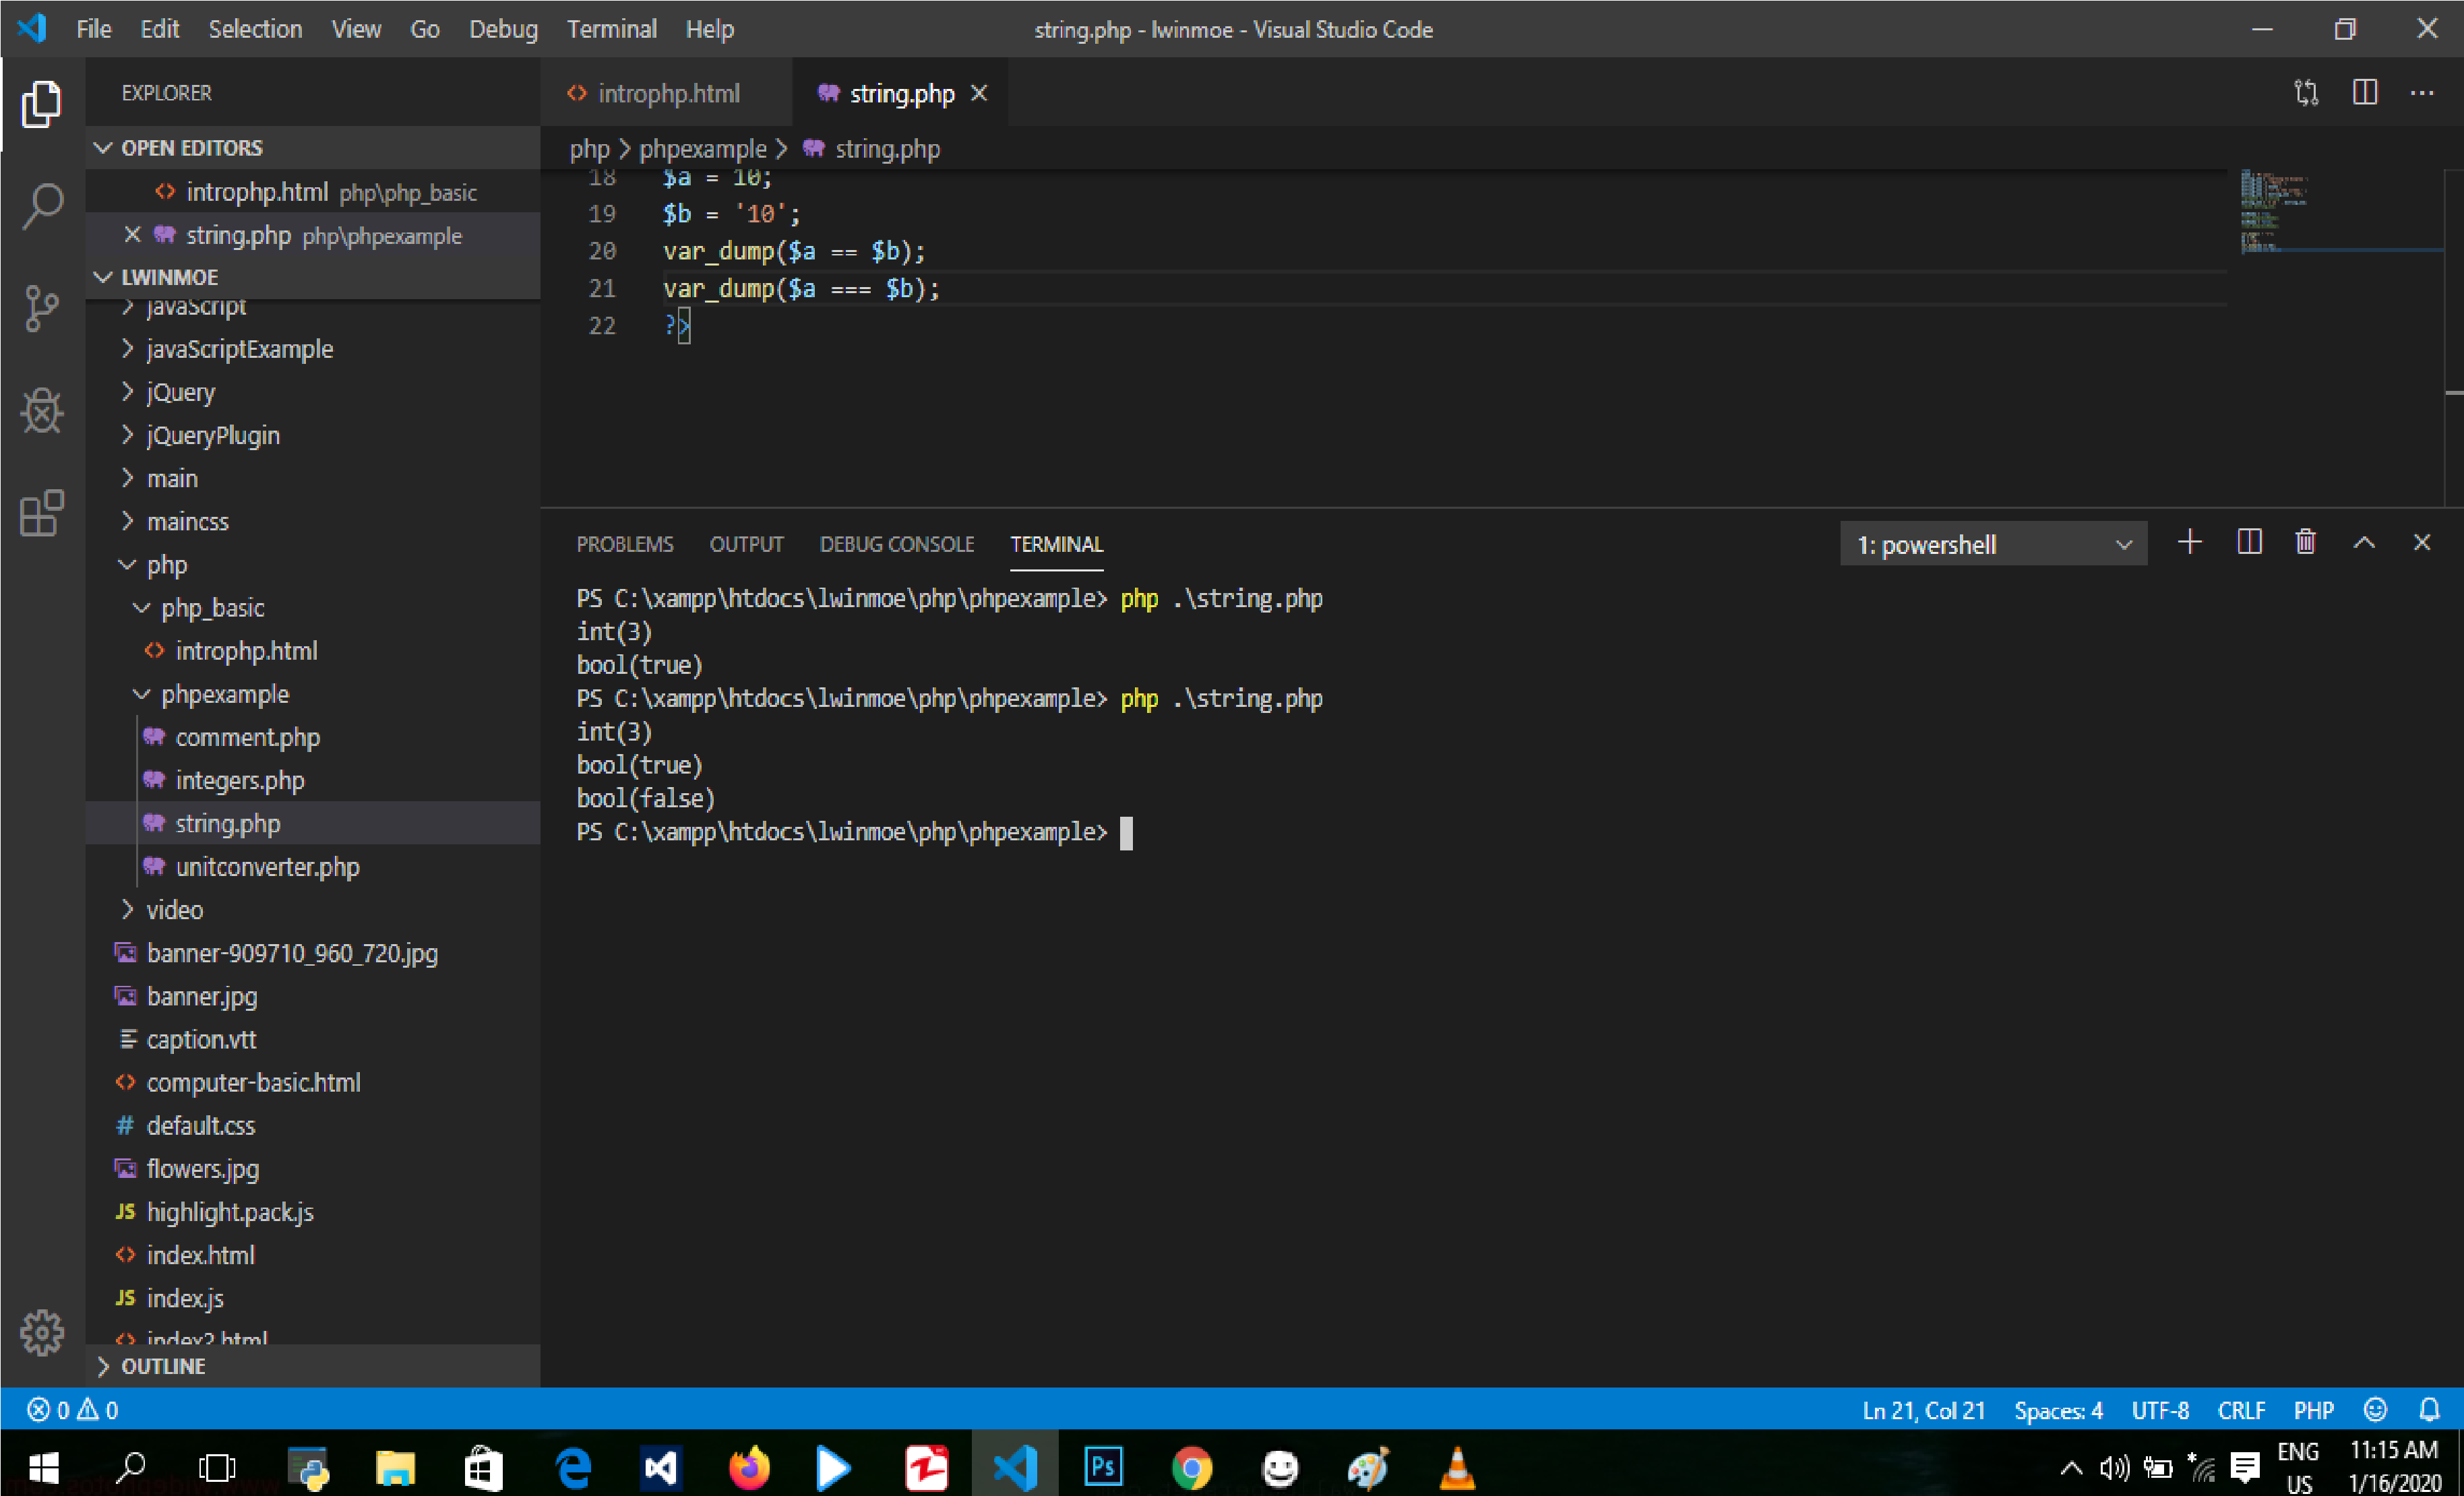 File Edit Selection View Go Debug Terminal Help string.php - lwinmoe - Visual Studio Code
EXPLORER
OPEN EDITORS
introphp.html php\php_basic
string.php php\phpexample
LWINMOE
javaScript
javaScriptExample
jQuery
jQueryPlugin
main
maincss
php
php_basic
introphp.html
phpexample
comment.php
integers.php
string.php
unitconverter.php
video
banner-909710_960_720.jpg
banner.jpg
caption.vtt
computer-basic.html
default.css
flowers.jpg
highlight.pack.js
index.html
index.js
index2.html
OUTLINE
introphp.html string.php
php > phpexample > string.php
18 $a = 10;
19 $b = '10';
20 var_dump($a == $b);
21 var_dump($a === $b);
22 ?>
PROBLEMS OUTPUT DEBUG CONSOLE TERMINAL 1: powershell
PS C:\xampp\htdocs\lwinmoe\php\phpexample> php .\string.php
int(3)
bool(true)
PS C:\xampp\htdocs\lwinmoe\php\phpexample> php .\string.php
int(3)
bool(true)
bool(false)
PS C:\xampp\htdocs\lwinmoe\php\phpexample>
0 0 Ln 21, Col 21 Spaces: 4 UTF-8 CRLF PHP
Ps
ENG 11:15 AM
US 1/16/2020